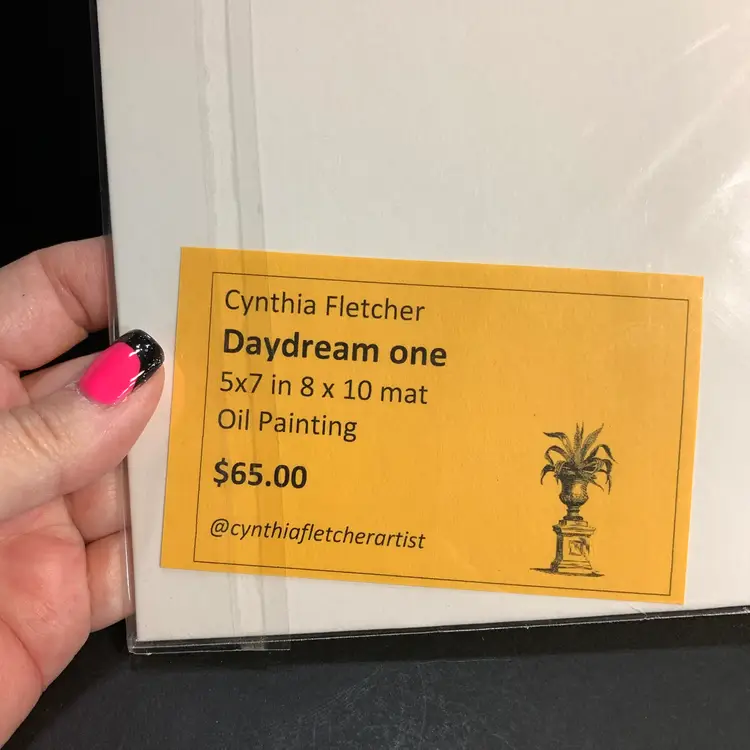 Cynthia Fletcher
Daydream one
5x7 in 8 x 10 mat
Oil Painting
$65.00
@cynthiafletcherartist